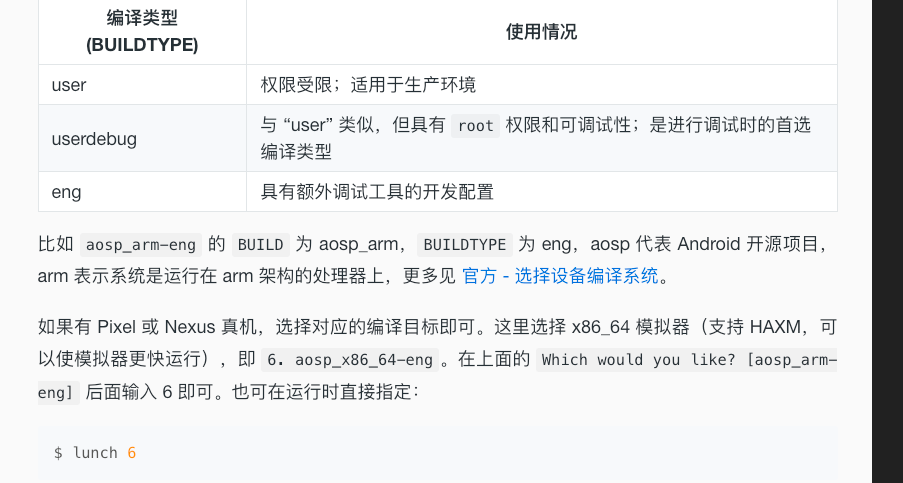 编译类型
(BUILDTYPE)
使用情况
user
权限受限；适用于生产环境
userdebug
与 “user” 类似，但具有 root 权限和可调试性；是进行调试时的首选
编译类型
eng
具有额外调试工具的开发配置
比如 aosp_arm-eng 的 BUILD 为 aosp_arm，BUILDTYPE 为 eng，aosp 代表 Android 开源项目，
arm 表示系统是运行在 arm 架构的处理器上，更多见 官方 - 选择设备编译系统。
如果有 Pixel 或 Nexus 真机，选择对应的编译目标即可。这里选择 x86_64 模拟器（支持 HAXM，可
以使模拟器更快运行），即 6. aosp_x86_64-eng。在上面的 Which would you like? [aosp_arm-
eng] 后面输入 6 即可。也可在运行时直接指定：
$ lunch 6